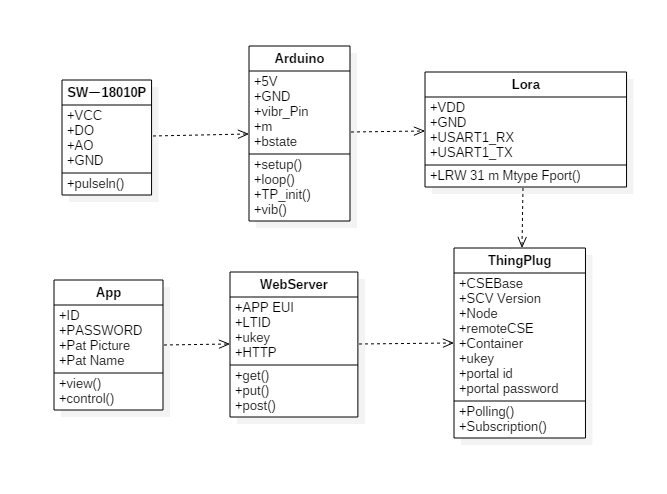 SW－18010P
+VCC
+DO
+AO
+GND
+pulseIn()
Arduino
+5V
+GND
+vibr_Pin
+m
+bstate
+setup()
+loop()
+TP_init()
+vib()
Lora
+VDD
+GND
+USART1_RX
+USART1_TX
+LRW 31 m Mtype Fport()
App
+ID
+PASSWORD
+Pat Picture
+Pat Name
+view()
+control()
WebServer
+APP EUI
+LTID
+ukey
+HTTP
+get()
+put()
+post()
ThingPlug
+CSEBase
+SCV Version
+Node
+remoteCSE
+Container
+ukey
+portal id
+portal password
+Polling()
+Subscription()